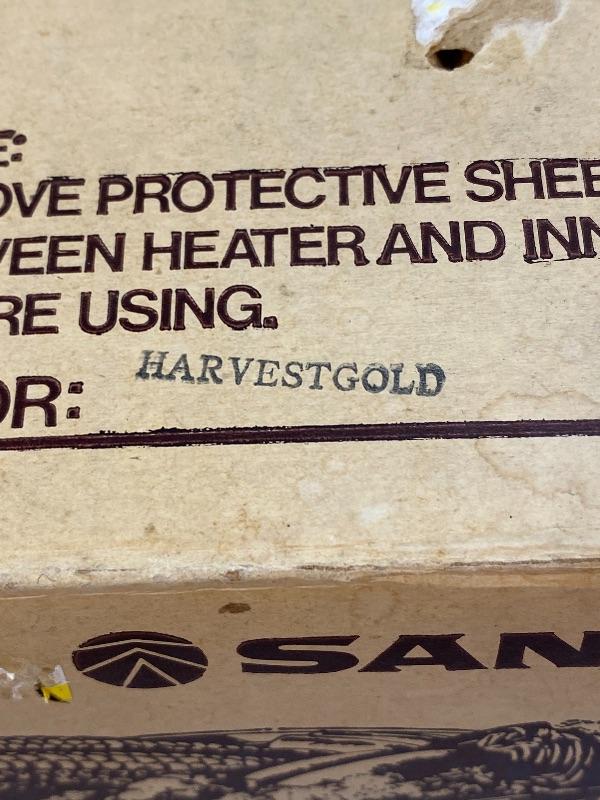 E:
OVE PROTECTIVE SHEE
VEEN HEATER AND INN
RE USING.
OR: HARVESTGOLD
SAN